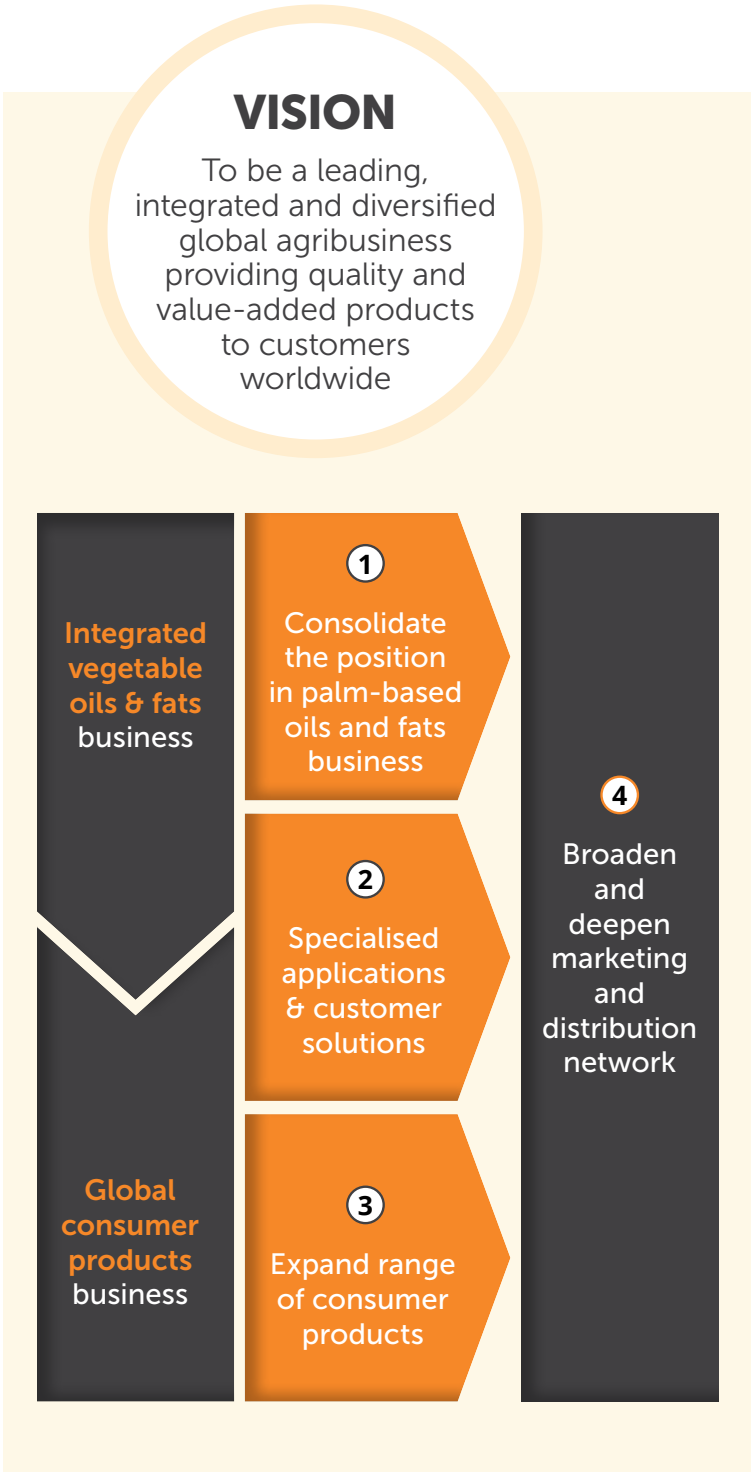 VISION
To be a leading,
integrated and diversified
global agribusiness
providing quality and
value-added products
to customers
worldwide
Integrated
vegetable
oils & fats
business
Global
consumer
products
business
1
Consolidate
the position
in palm-based
oils and fats
business
2
Specialised
applications
& customer
solutions
3
Expand range
of consumer
products
4
Broaden
and
deepen
marketing
and
distribution
network